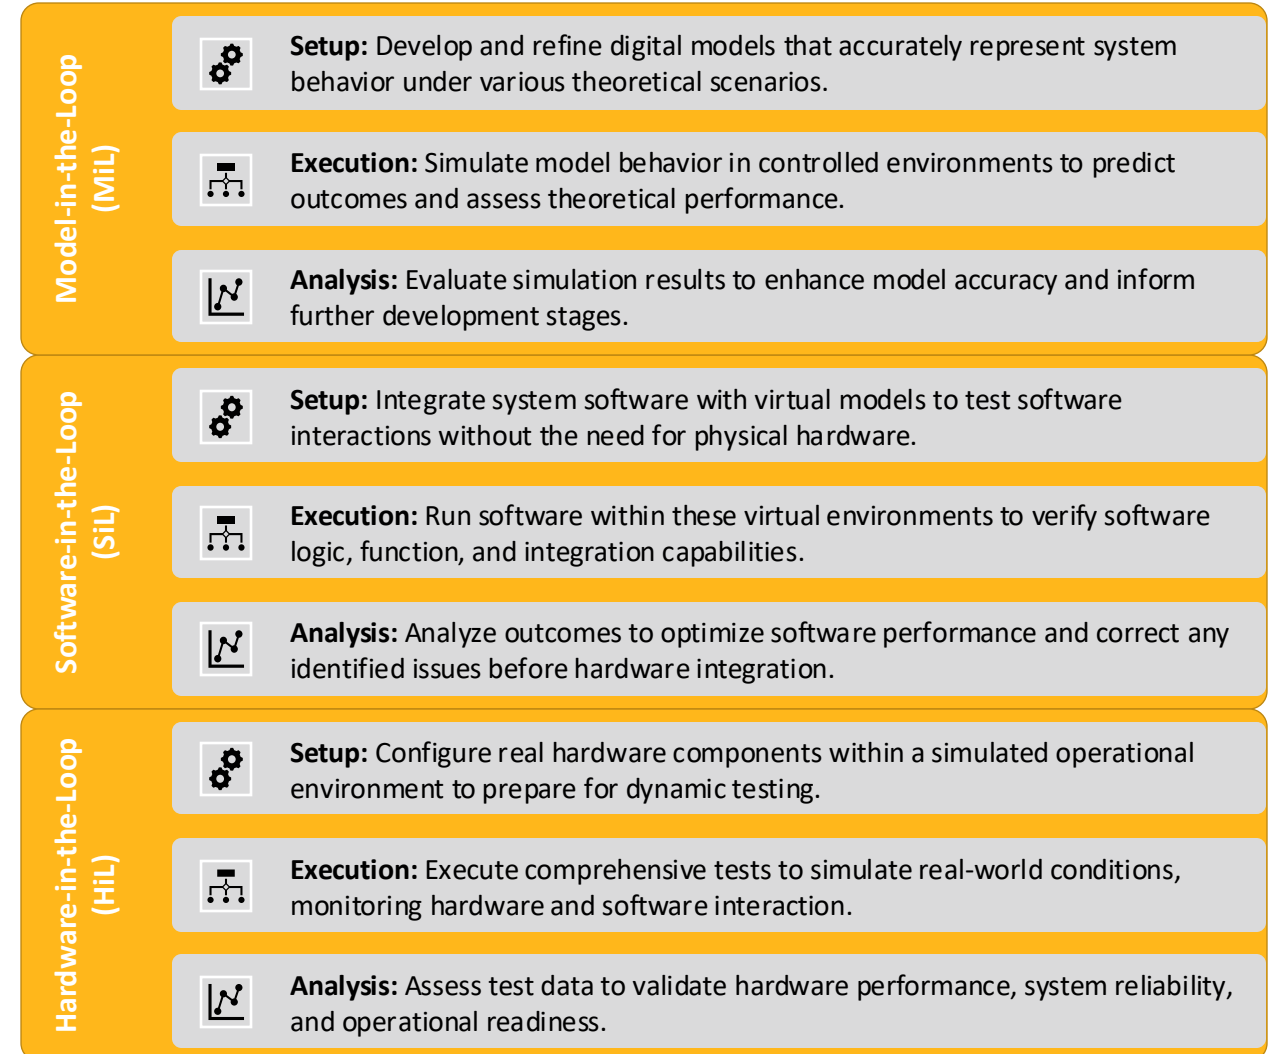 Model-in-the-Loop
(MiL)
Setup: Develop and refine digital models that accurately represent system
behavior under various theoretical scenarios.
Execution: Simulate model behavior in controlled environments to predict
outcomes and assess theoretical performance.
Analysis: Evaluate simulation results to enhance model accuracy and inform
further development stages.
Software-in-the-Loop
(SiL)
Setup: Integrate system software with virtual models to test software
interactions without the need for physical hardware.
Execution: Run software within these virtual environments to verify software
logic, function, and integration capabilities.
Analysis: Analyze outcomes to optimize software performance and correct any
identified issues before hardware integration.
Hardware-in-the-Loop
(HiL)
Setup: Configure real hardware components within a simulated operational
environment to prepare for dynamic testing.
Execution: Execute comprehensive tests to simulate real-world conditions,
monitoring hardware and software interaction.
Analysis: Assess test data to validate hardware performance, system reliability,
and operational readiness.